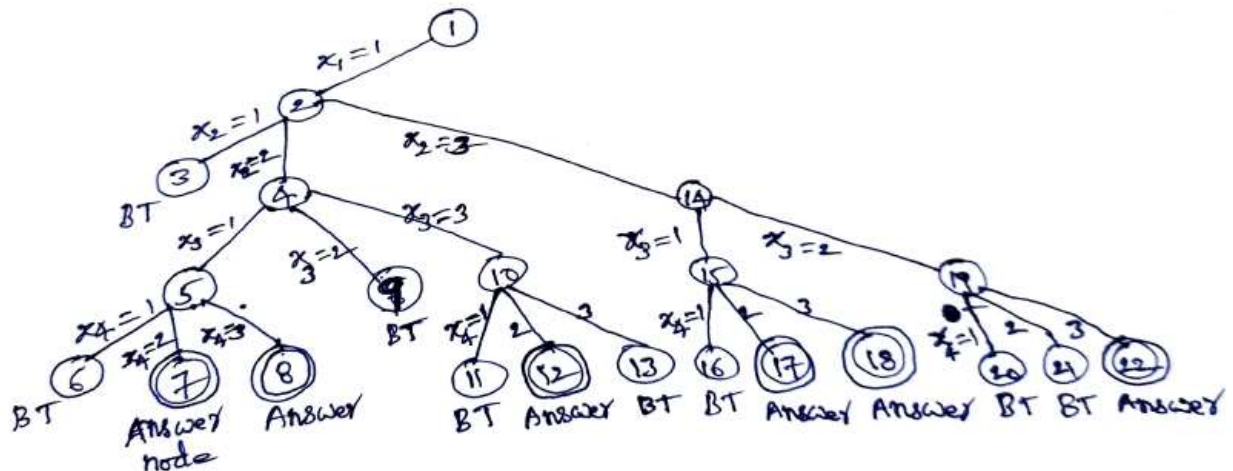 1
x₁=1
2
x₂=1
x₂=2
x₂=3
3
BT
4
14
x₃=1
x₃=2
x₃=3
x₃=1
x₃=2
5
9
BT
10
15
19
x₄=1
x₄=2
x₄=3
x₄=1
2
3
x₄=1
2
3
x₄=1
2
3
6
7
8
11
12
13
16
17
18
20
21
22
BT
Answer
node
Answer
BT
Answer
BT
BT
Answer
Answer
BT
BT
Answer